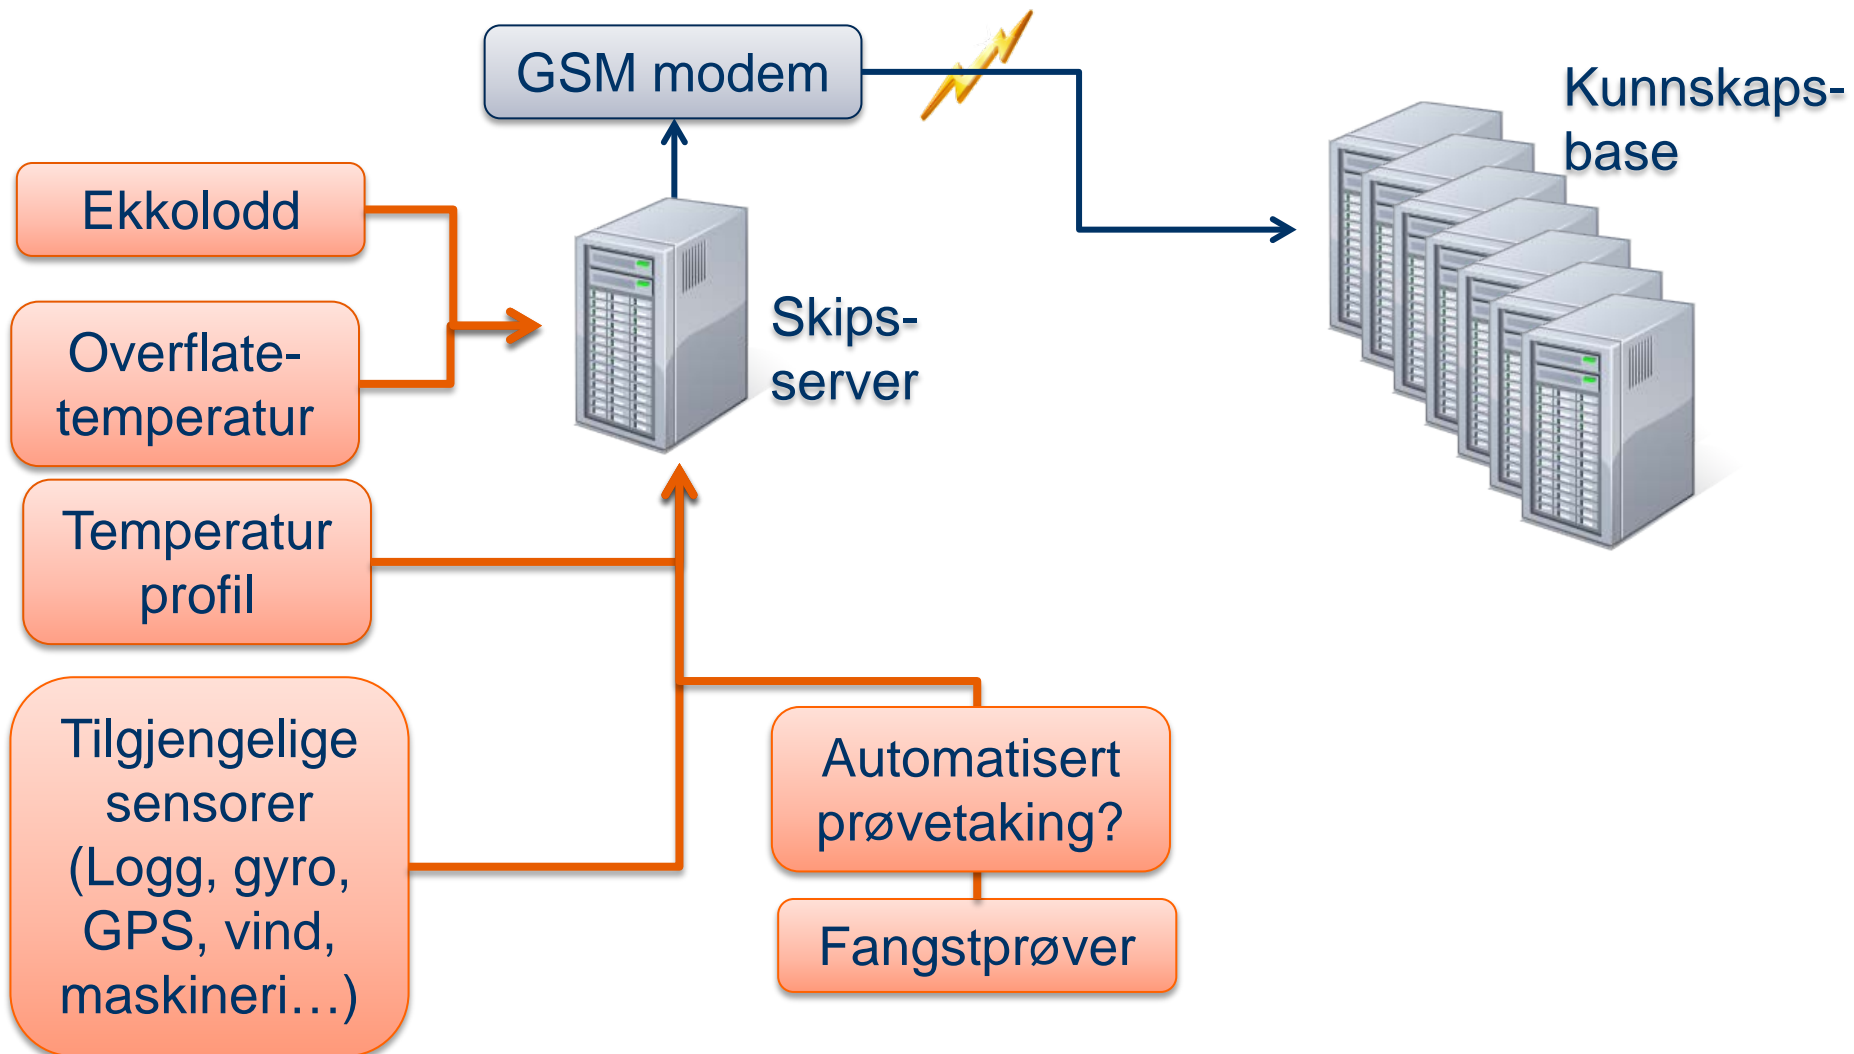 GSM modem
Kunnskaps-
base
Ekkolodd
Overflate-
temperatur
Skips-
server
Temperatur
profil
Tilgjengelige
sensorer
(Logg, gyro,
GPS, vind,
maskineri…)
Automatisert
prøvetaking?
Fangstprøver